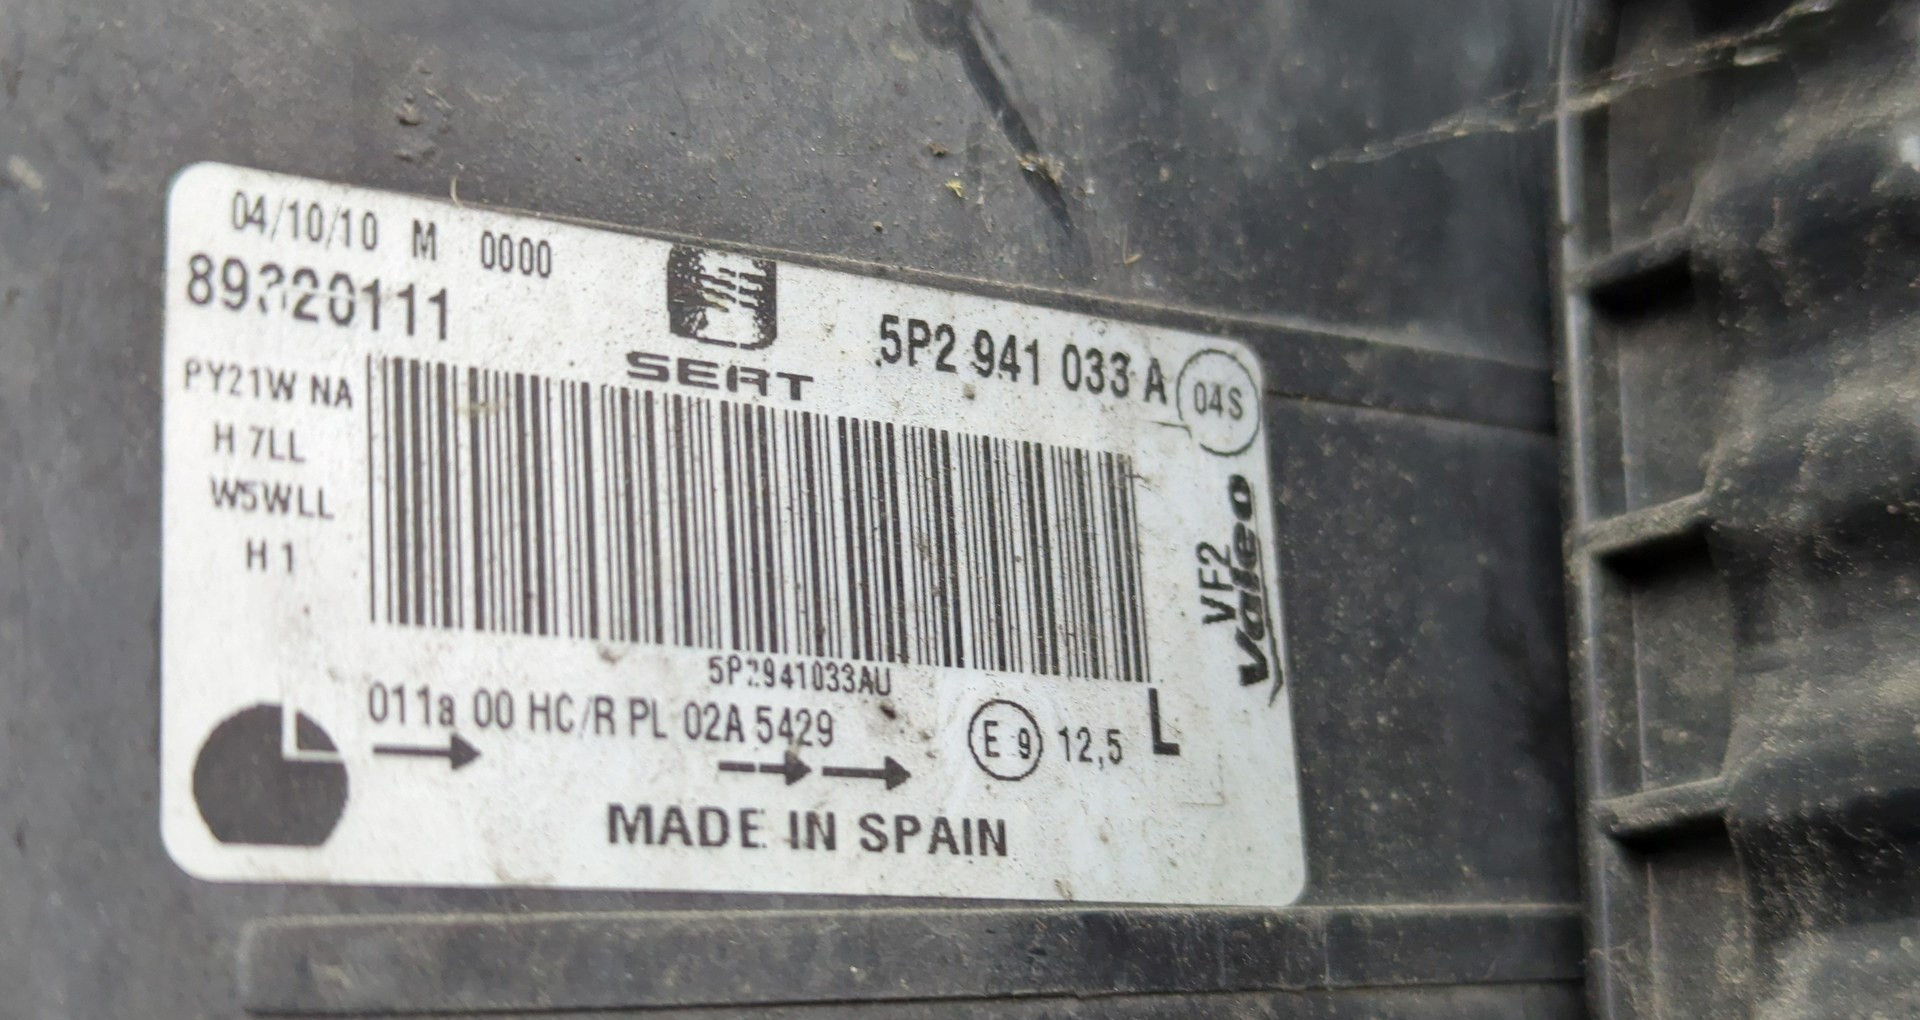 04/10/10 M 0000
89320111
SEAT
5P2 941 033 A
04S
PY21W NA
H 7LL
W5WLL
H 1
VF2
Valeo
5P2941033AU
011a 00 HC/R PL 02A 5429
E 9 12,5
L
MADE IN SPAIN